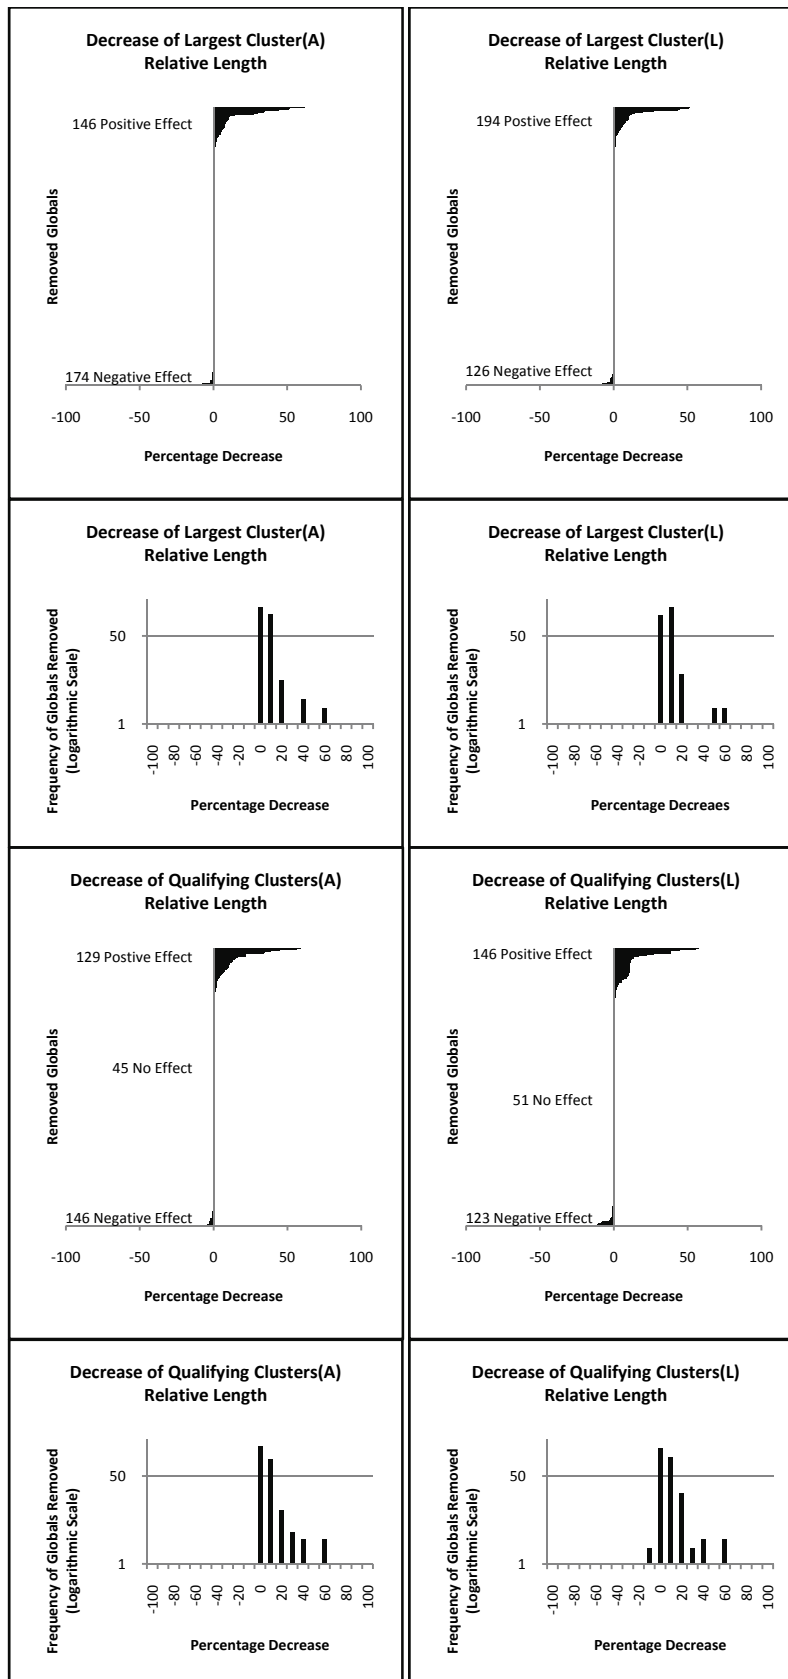 Decrease of Largest Cluster(A)
Relative Length
146 Positive Effect
Removed Globals
174 Negative Effect
-100 -50 0 50 100
Percentage Decrease
Decrease of Largest Cluster(L)
Relative Length
194 Postive Effect
Removed Globals
126 Negative Effect
-100 -50 0 50 100
Percentage Decrease
Decrease of Largest Cluster(A)
Relative Length
Frequency of Globals Removed
(Logarithmic Scale)
50
1
-100 -80 -60 -40 -20 0 20 40 60 80 100
Percentage Decrease
Decrease of Largest Cluster(L)
Relative Length
Frequency of Globals Removed
(Logarithmic Scale)
50
1
-100 -80 -60 -40 -20 0 20 40 60 80 100
Percentage Decreaes
Decrease of Qualifying Clusters(A)
Relative Length
129 Postive Effect
Removed Globals
45 No Effect
146 Negative Effect
-100 -50 0 50 100
Percentage Decrease
Decrease of Qualifying Clusters(L)
Relative Length
146 Positive Effect
Removed Globals
51 No Effect
123 Negative Effect
-100 -50 0 50 100
Percentage Decrease
Decrease of Qualifying Clusters(A)
Relative Length
Frequency of Globals Removed
(Logarithmic Scale)
50
1
-100 -80 -60 -40 -20 0 20 40 60 80 100
Percentage Decrease
Decrease of Qualifying Clusters(L)
Relative Length
Frequency of Globals Removed
(Logarithmic Scale)
50
1
-100 -80 -60 -40 -20 0 20 40 60 80 100
Perentage Decrease